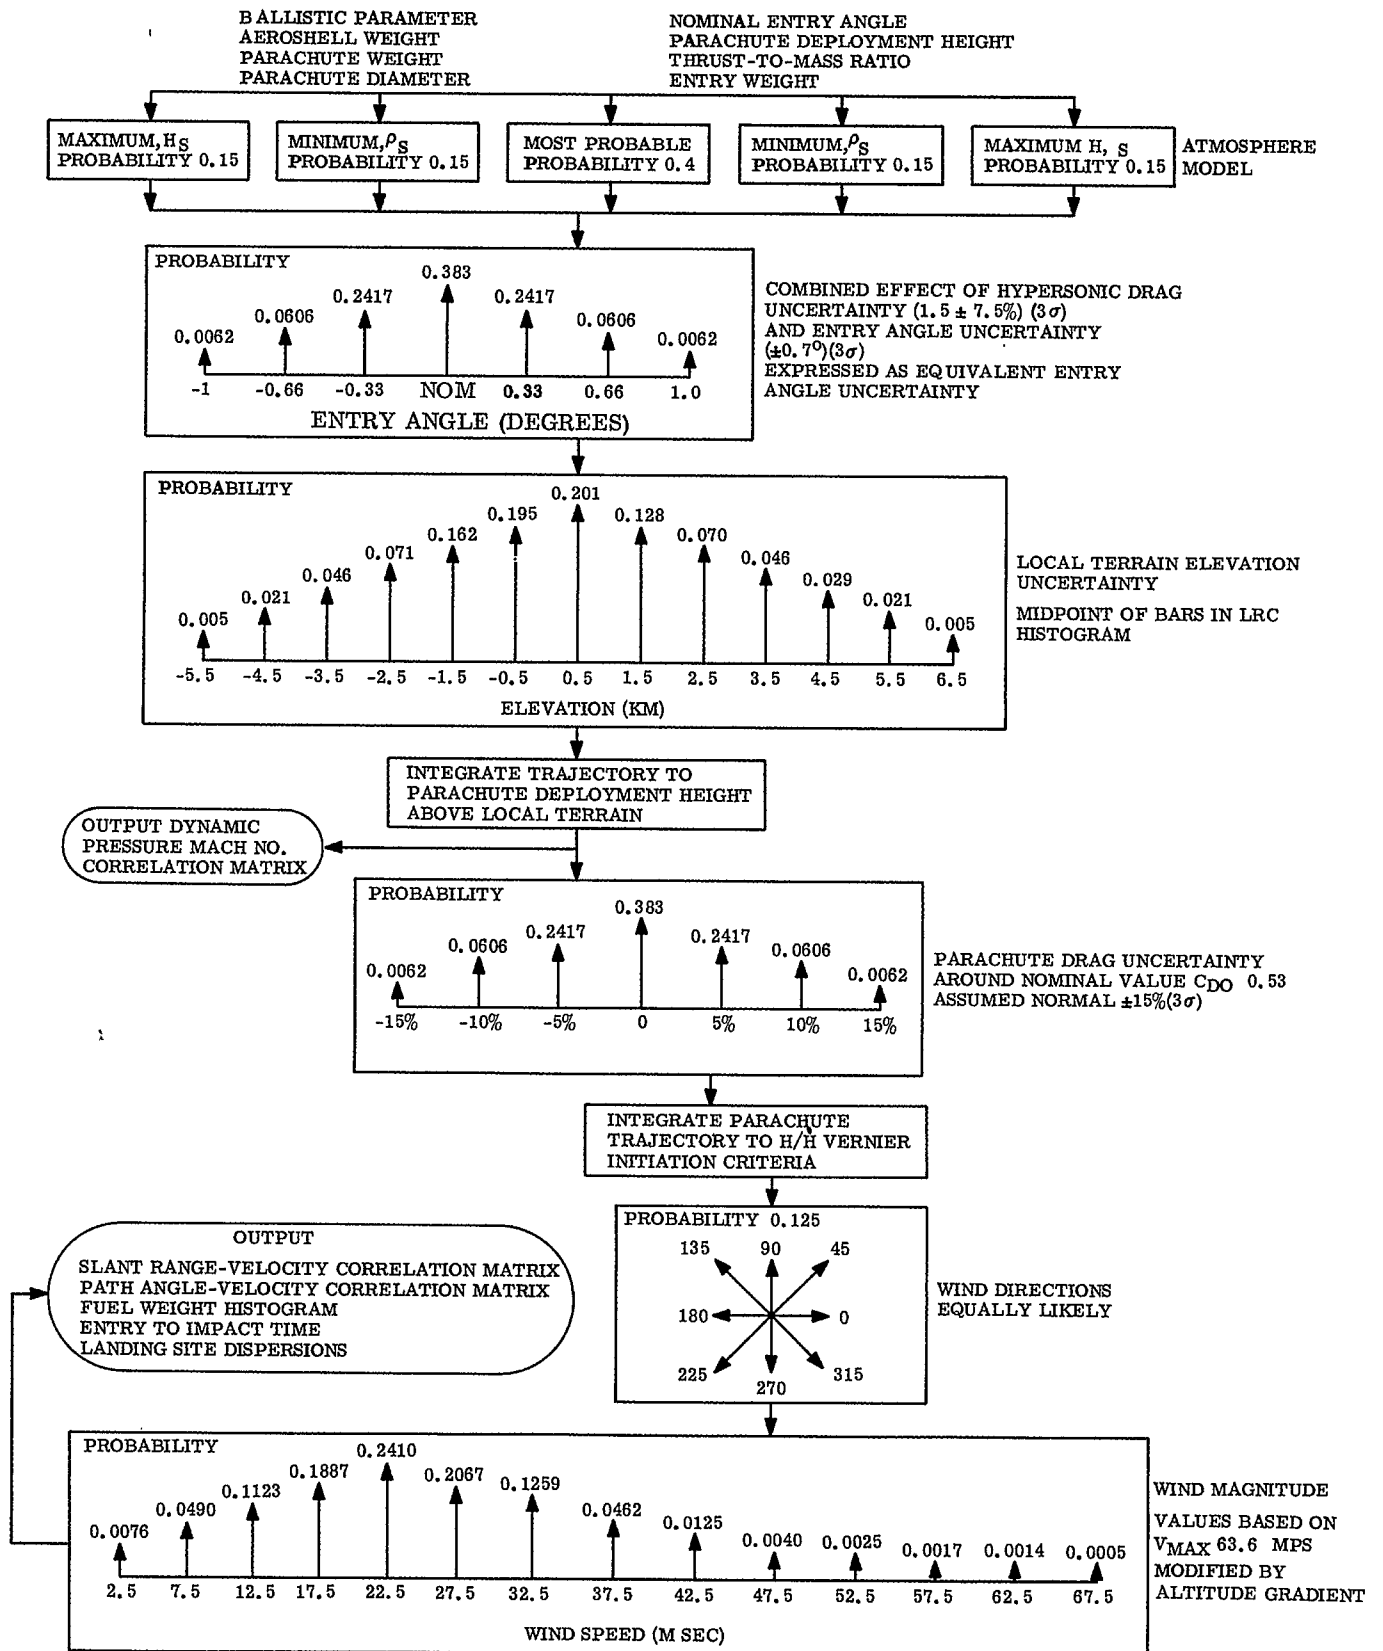 BALLISTIC PARAMETER
AEROSHELL WEIGHT
PARACHUTE WEIGHT
PARACHUTE DIAMETER
NOMINAL ENTRY ANGLE
PARACHUTE DEPLOYMENT HEIGHT
THRUST-TO-MASS RATIO
ENTRY WEIGHT
MAXIMUM, HS
PROBABILITY 0.15
MINIMUM, ρS
PROBABILITY 0.15
MOST PROBABLE
PROBABILITY 0.4
MINIMUM, ρS
PROBABILITY 0.15
MAXIMUM H, S
PROBABILITY 0.15
ATMOSPHERE
MODEL
PROBABILITY
0.0062 0.0606 0.2417 0.383 0.2417 0.0606 0.0062
-1 -0.66 -0.33 NOM 0.33 0.66 1.0
ENTRY ANGLE (DEGREES)
COMBINED EFFECT OF HYPERSONIC DRAG
UNCERTAINTY (1.5 ± 7.5%) (3σ)
AND ENTRY ANGLE UNCERTAINTY
(±0.7⁰)(3σ)
EXPRESSED AS EQUIVALENT ENTRY
ANGLE UNCERTAINTY
PROBABILITY
0.005 0.021 0.046 0.071 0.162 0.195 0.201 0.128 0.070 0.046 0.029 0.021 0.005
-5.5 -4.5 -3.5 -2.5 -1.5 -0.5 0.5 1.5 2.5 3.5 4.5 5.5 6.5
ELEVATION (KM)
LOCAL TERRAIN ELEVATION
UNCERTAINTY
MIDPOINT OF BARS IN LRC
HISTOGRAM
INTEGRATE TRAJECTORY TO
PARACHUTE DEPLOYMENT HEIGHT
ABOVE LOCAL TERRAIN
OUTPUT DYNAMIC
PRESSURE MACH NO.
CORRELATION MATRIX
PROBABILITY
0.0062 0.0606 0.2417 0.383 0.2417 0.0606 0.0062
-15% -10% -5% 0 5% 10% 15%
PARACHUTE DRAG UNCERTAINTY
AROUND NOMINAL VALUE CDO 0.53
ASSUMED NORMAL ±15%(3σ)
INTEGRATE PARACHUTE
TRAJECTORY TO H/Ḣ VERNIER
INITIATION CRITERIA
PROBABILITY 0.125
135 90 45
180 0
225 270 315
WIND DIRECTIONS
EQUALLY LIKELY
OUTPUT
SLANT RANGE-VELOCITY CORRELATION MATRIX
PATH ANGLE-VELOCITY CORRELATION MATRIX
FUEL WEIGHT HISTOGRAM
ENTRY TO IMPACT TIME
LANDING SITE DISPERSIONS
PROBABILITY
0.0076 0.0490 0.1123 0.1887 0.2410 0.2067 0.1259 0.0462 0.0125 0.0040 0.0025 0.0017 0.0014 0.0005
2.5 7.5 12.5 17.5 22.5 27.5 32.5 37.5 42.5 47.5 52.5 57.5 62.5 67.5
WIND SPEED (M SEC)
WIND MAGNITUDE
VALUES BASED ON
VMAX 63.6 MPS
MODIFIED BY
ALTITUDE GRADIENT